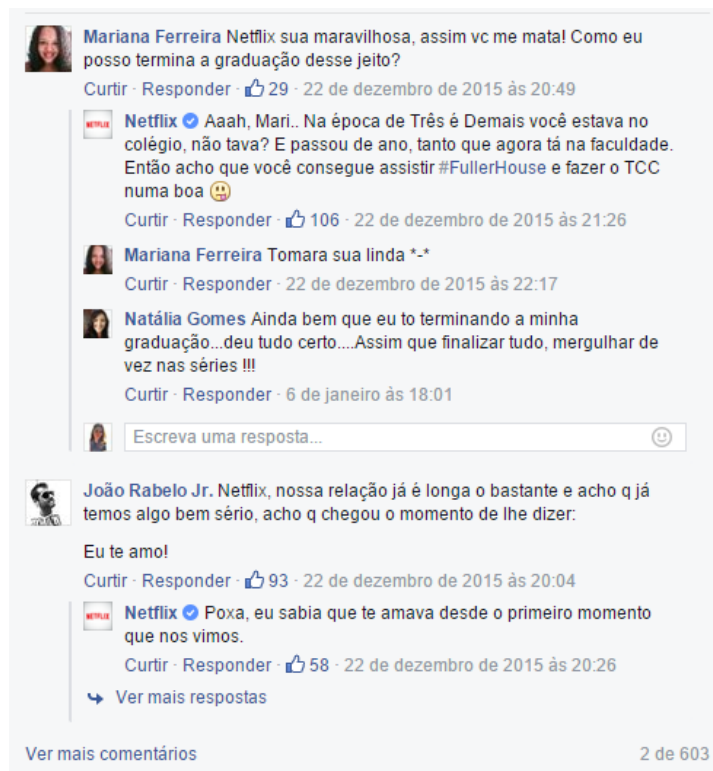 Mariana Ferreira Netflix sua maravilhosa, assim vc me mata! Como eu
posso termina a graduação desse jeito?
Curtir · Responder · 29 · 22 de dezembro de 2015 às 20:49
NETFLIX
Netflix Aaah, Mari.. Na época de Três é Demais você estava no
colégio, não tava? E passou de ano, tanto que agora tá na faculdade.
Então acho que você consegue assistir #FullerHouse e fazer o TCC
numa boa
Curtir · Responder · 106 · 22 de dezembro de 2015 às 21:26
Mariana Ferreira Tomara sua linda *-*
Curtir · Responder · 22 de dezembro de 2015 às 22:17
Natália Gomes Ainda bem que eu to terminando a minha
graduação...deu tudo certo....Assim que finalizar tudo, mergulhar de
vez nas séries !!!
Curtir · Responder · 6 de janeiro às 18:01
Escreva uma resposta...
João Rabelo Jr. Netflix, nossa relação já é longa o bastante e acho q já
temos algo bem sério, acho q chegou o momento de lhe dizer:
Eu te amo!
Curtir · Responder · 93 · 22 de dezembro de 2015 às 20:04
NETFLIX
Netflix Poxa, eu sabia que te amava desde o primeiro momento
que nos vimos.
Curtir · Responder · 58 · 22 de dezembro de 2015 às 20:26
Ver mais respostas
Ver mais comentários 2 de 603